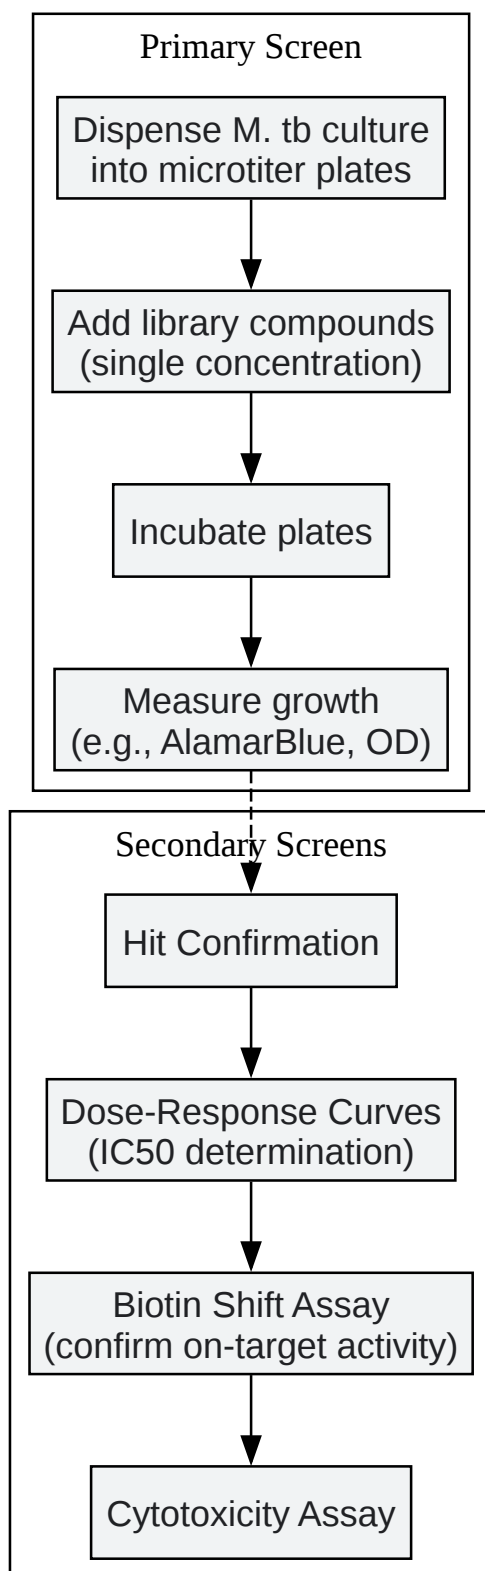 Primary Screen
Dispense M. tb culture
into microtiter plates
Add library compounds
(single concentration)
Incubate plates
Measure growth
(e.g., AlamarBlue, OD)
Secondary Screens
Hit Confirmation
Dose-Response Curves
(IC50 determination)
Biotin Shift Assay
(confirm on-target activity)
Cytotoxicity Assay